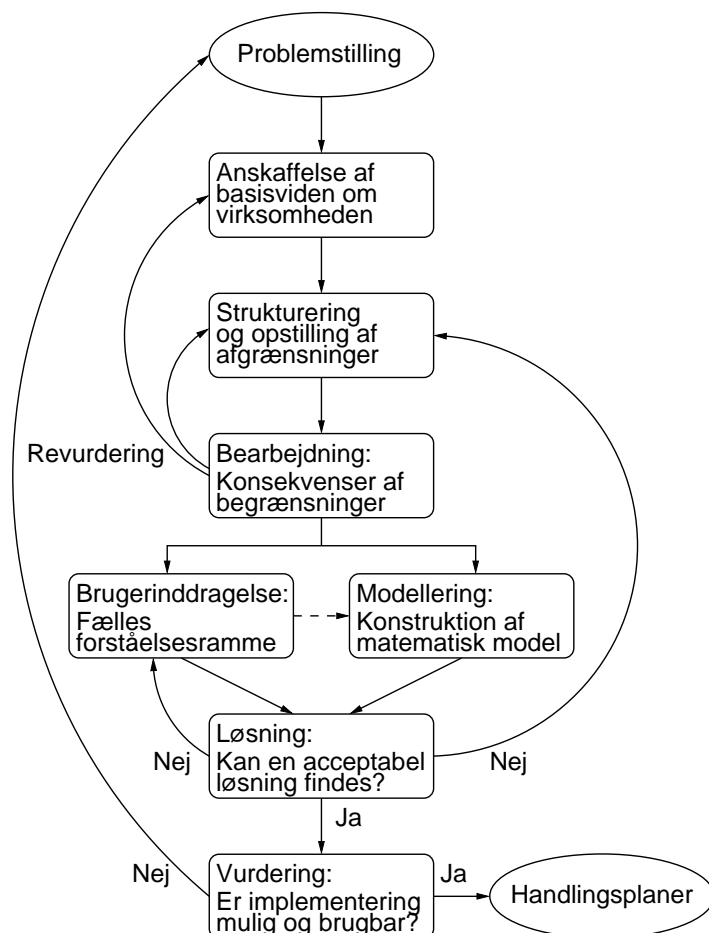 Problemstilling
Anskaffelse af
basisviden om
virksomheden
Strukturering
og opstilling af
afgrænsninger
Revurdering
Bearbejdning:
Konsekvenser af
begrænsninger
Brugerinddragelse:
Fælles
forståelsesramme
Modellering:
Konstruktion af
matematisk model
Nej
Løsning:
Kan en acceptabel
løsning findes?
Nej
Ja
Nej
Vurdering:
Er implementering
mulig og brugbar?
Ja
Handlingsplaner